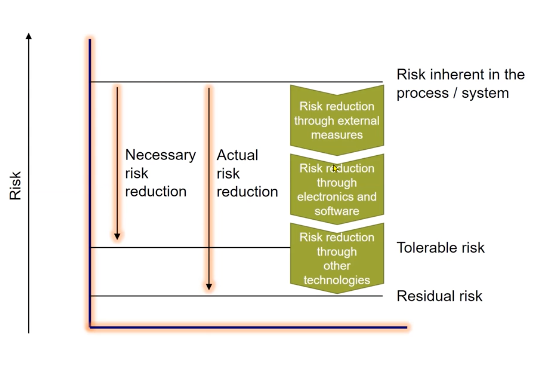 Risk
Necessary
risk
reduction
Actual
risk
reduction
Risk reduction
through external
measures
Risk reduction
through
electronics and
software
Risk reduction
through
other
technologies
Risk inherent in the
process / system
Tolerable risk
Residual risk